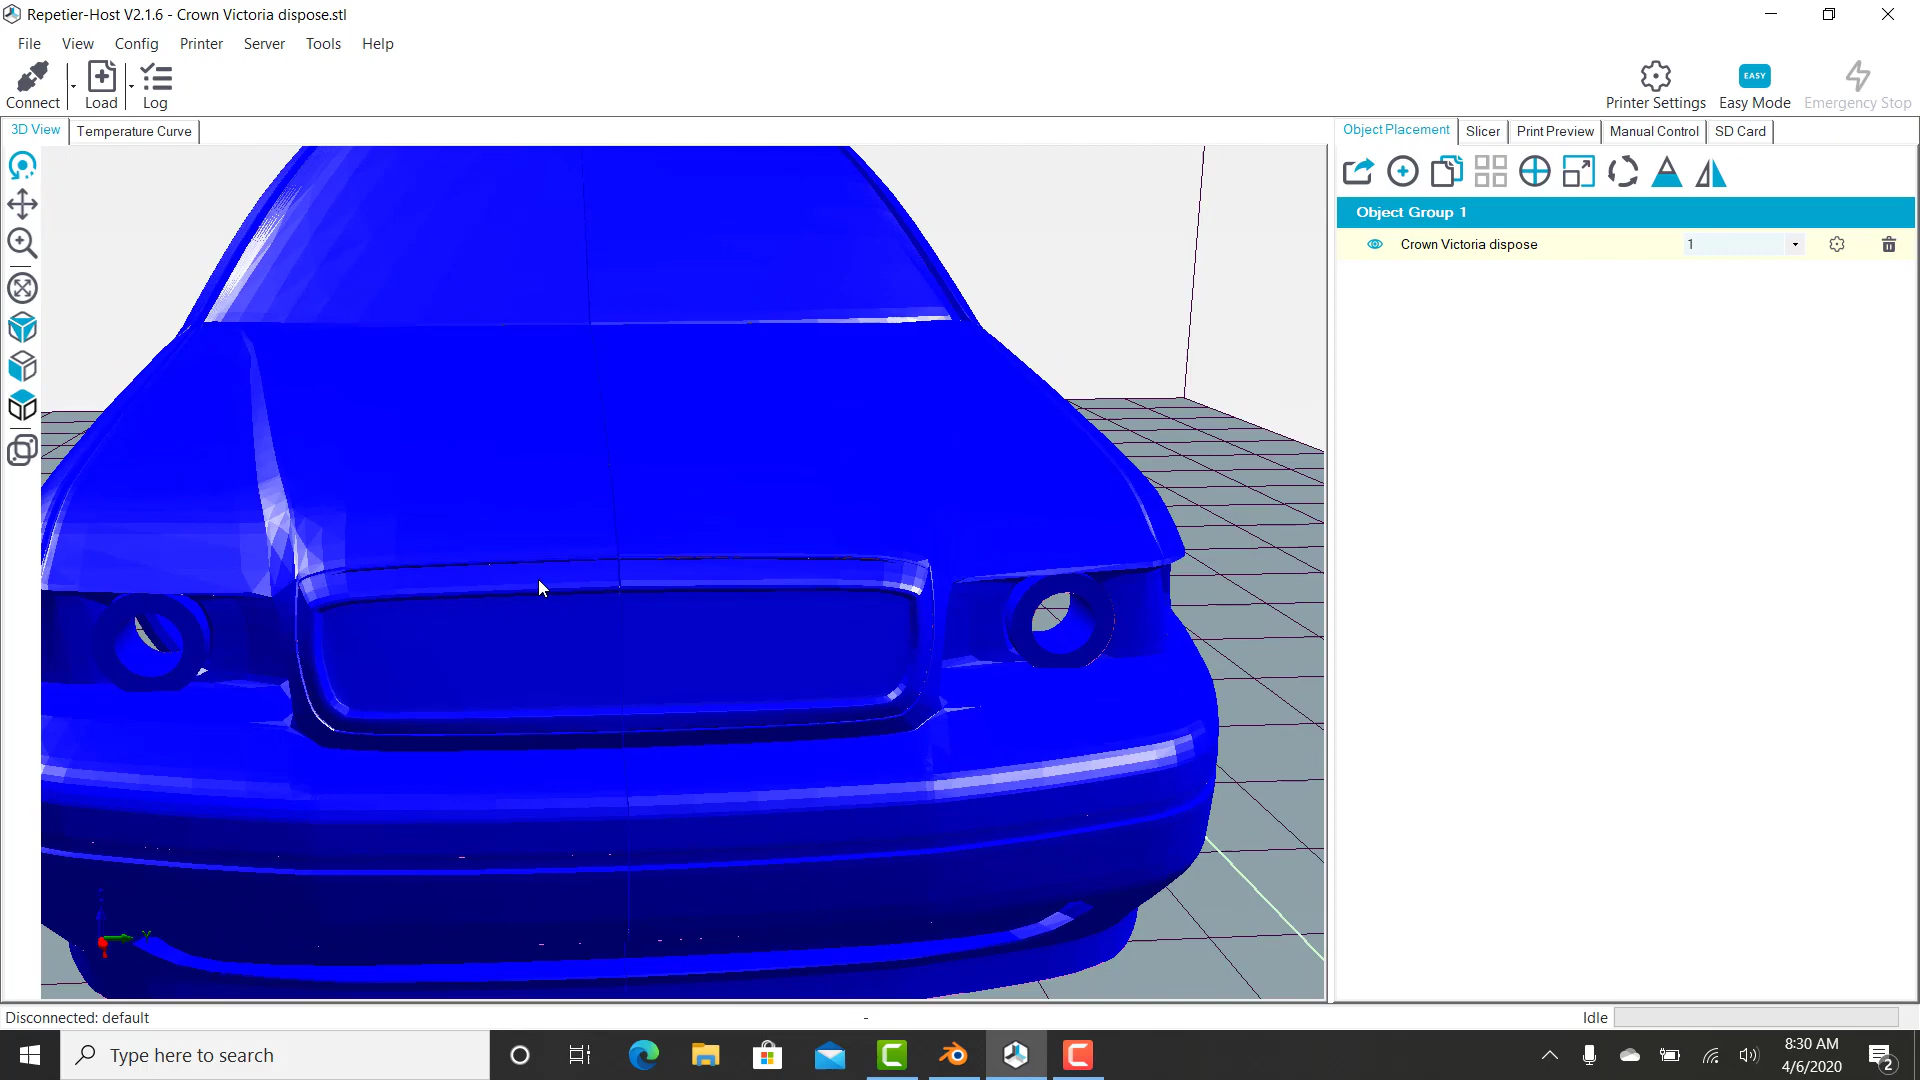 Repetier-Host V2.1.6 - Crown Victoria dispose.stl
File View Config Printer Server Tools Help
Connect Load Log
EASY
Printer Settings Easy Mode Emergency Stop
3D View Temperature Curve
Object Placement Slicer Print Preview Manual Control SD Card
Object Group 1
Crown Victoria dispose 1
Y
Disconnected: default - Idle
Type here to search
8:30 AM
4/6/2020
2